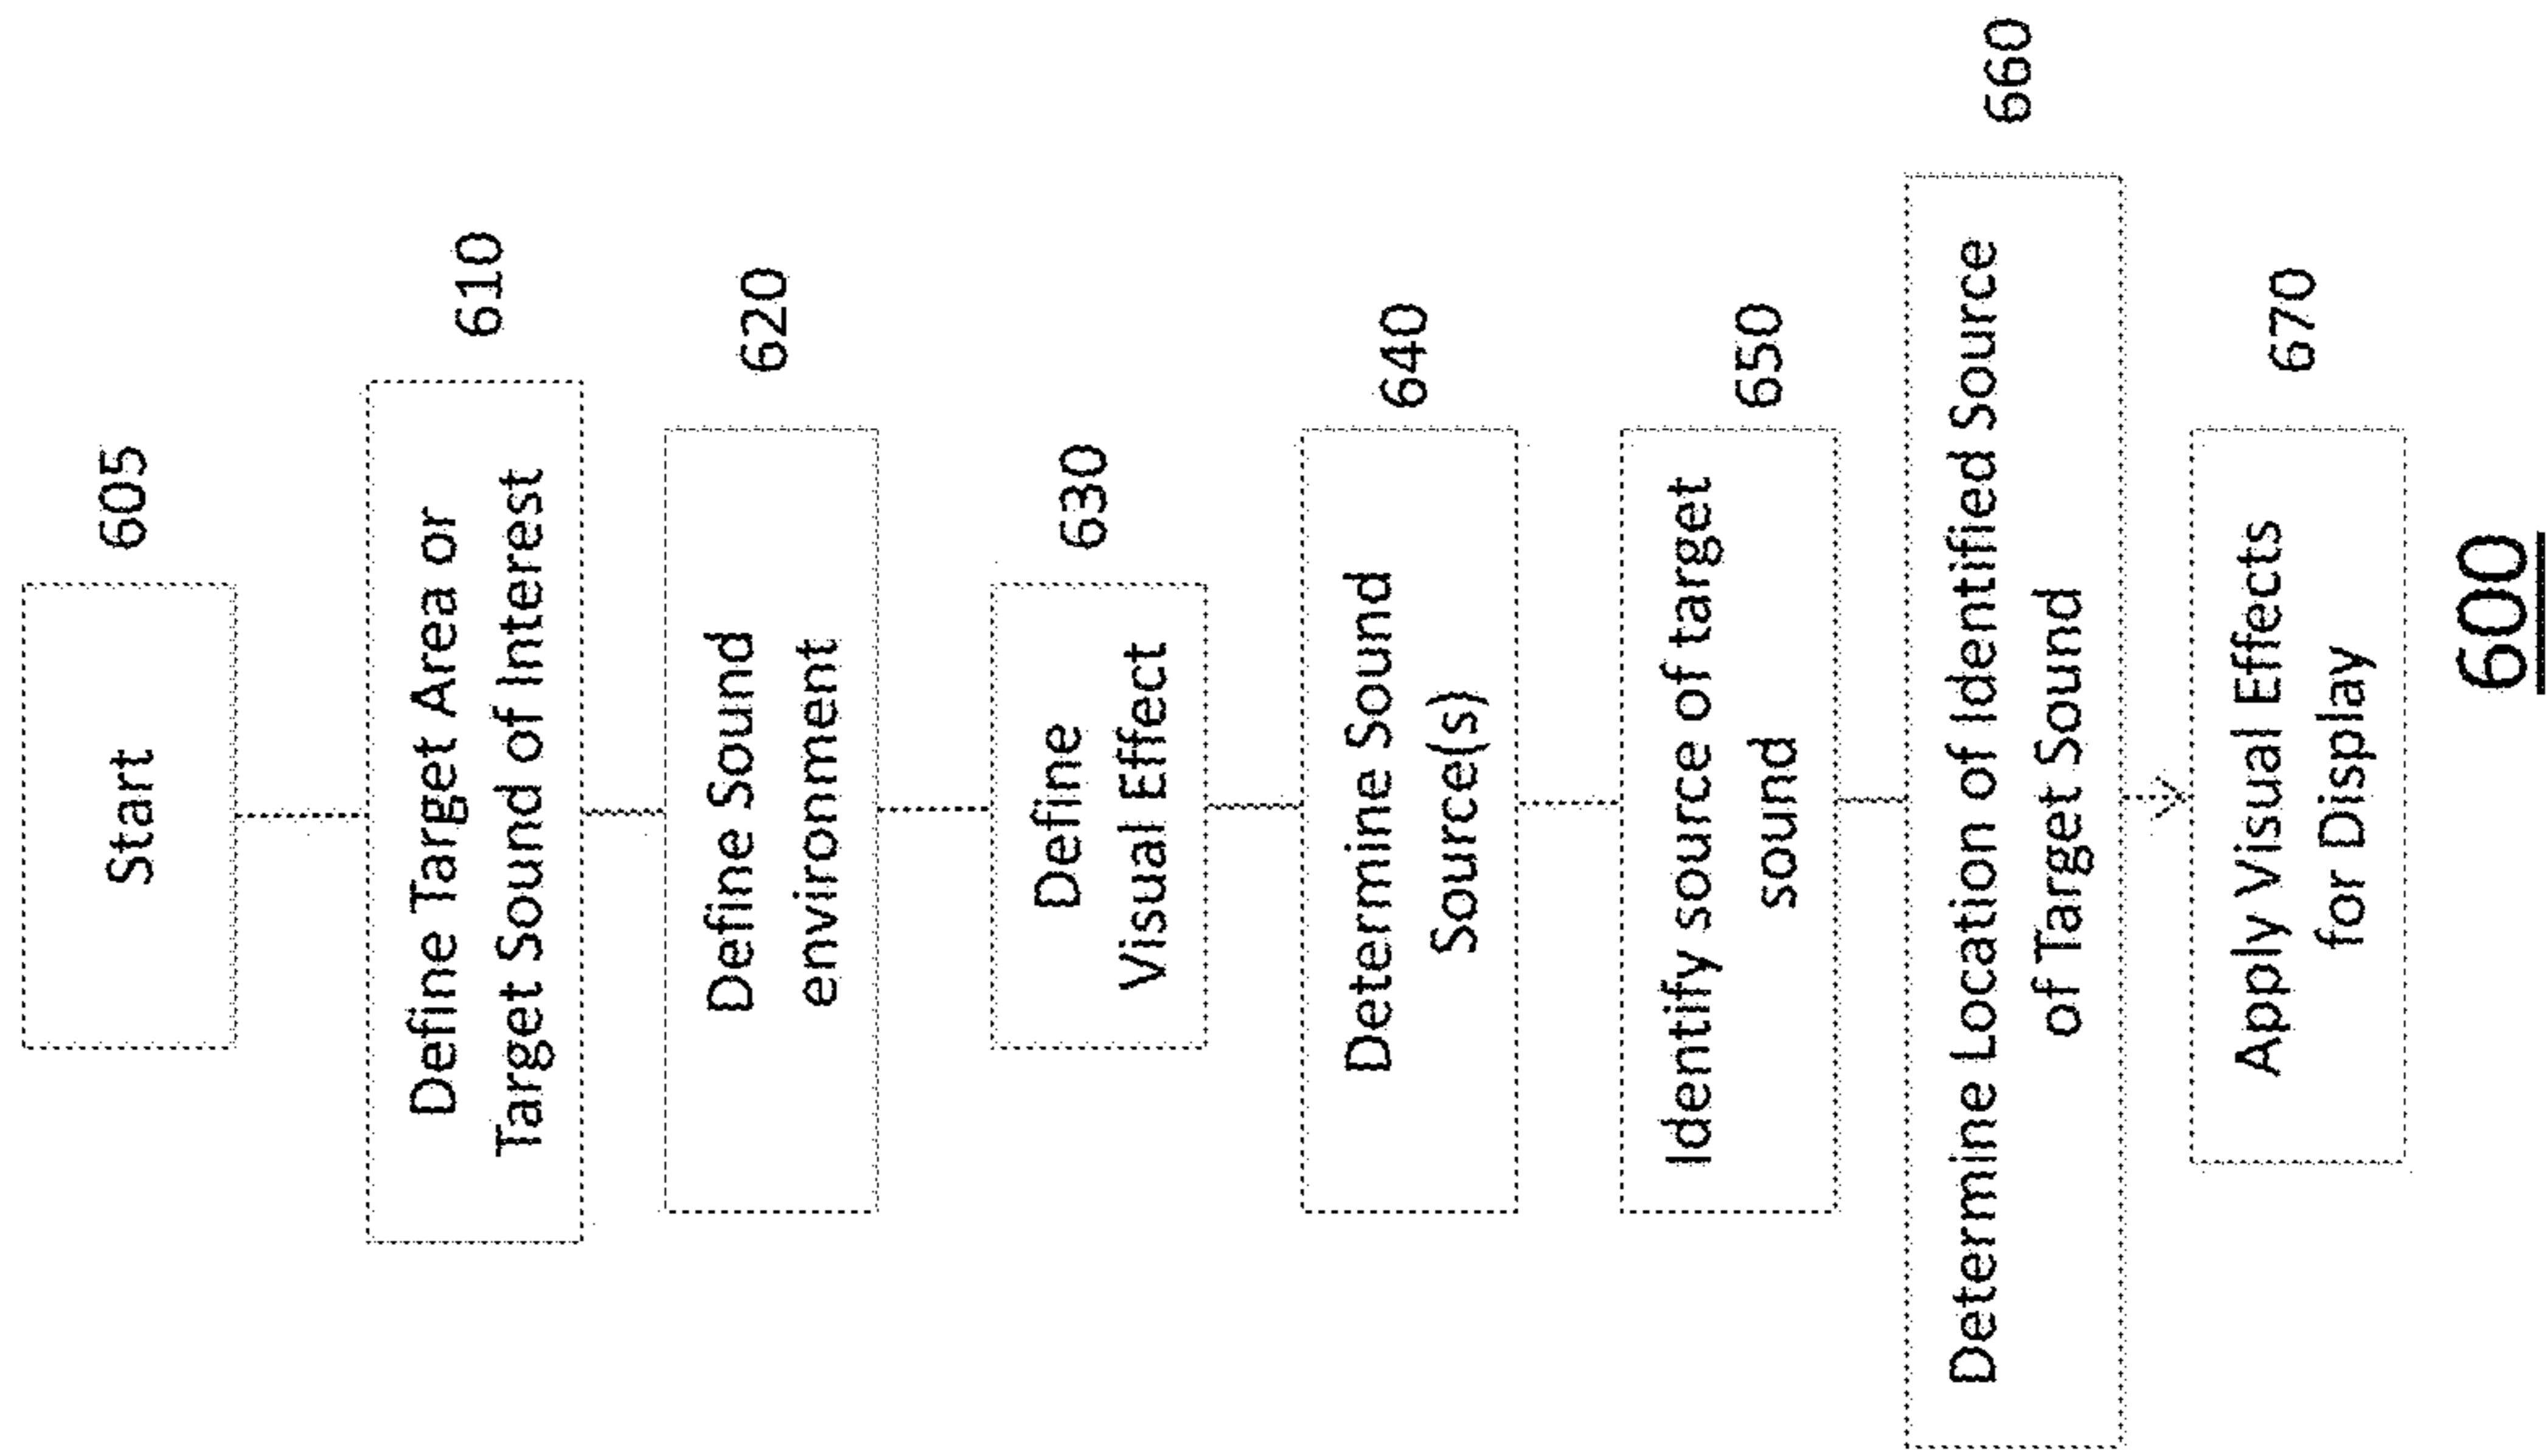 Start
605
Define Target Area or
Target Sound of Interest
610
Define Sound
environment
620
Define
Visual Effect
630
Determine Sound
Source(s)
640
Identify source of target
sound
650
Determine Location of Identified Source
of Target Sound
660
Apply Visual Effects
for Display
670
600